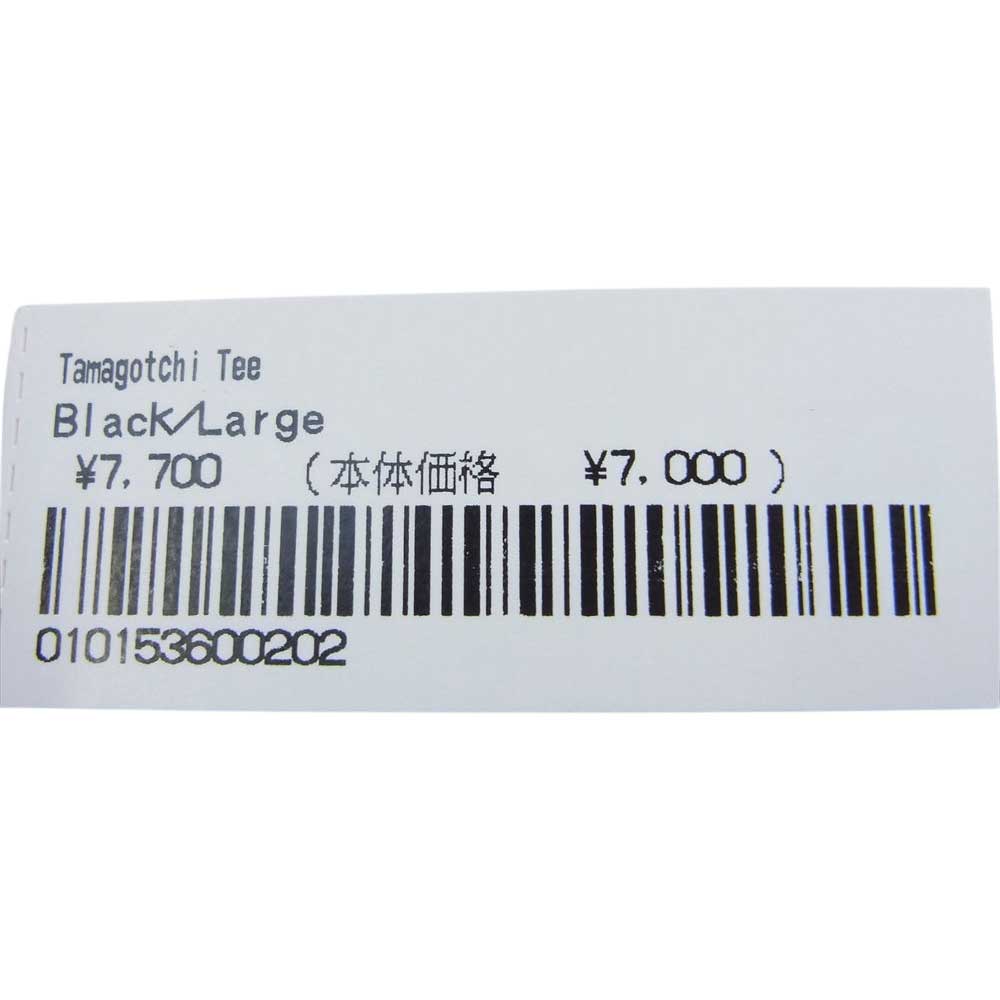 Tamagotchi Tee
Black/Large
¥7,700 (本体価格 ¥7,000 )
010153600202